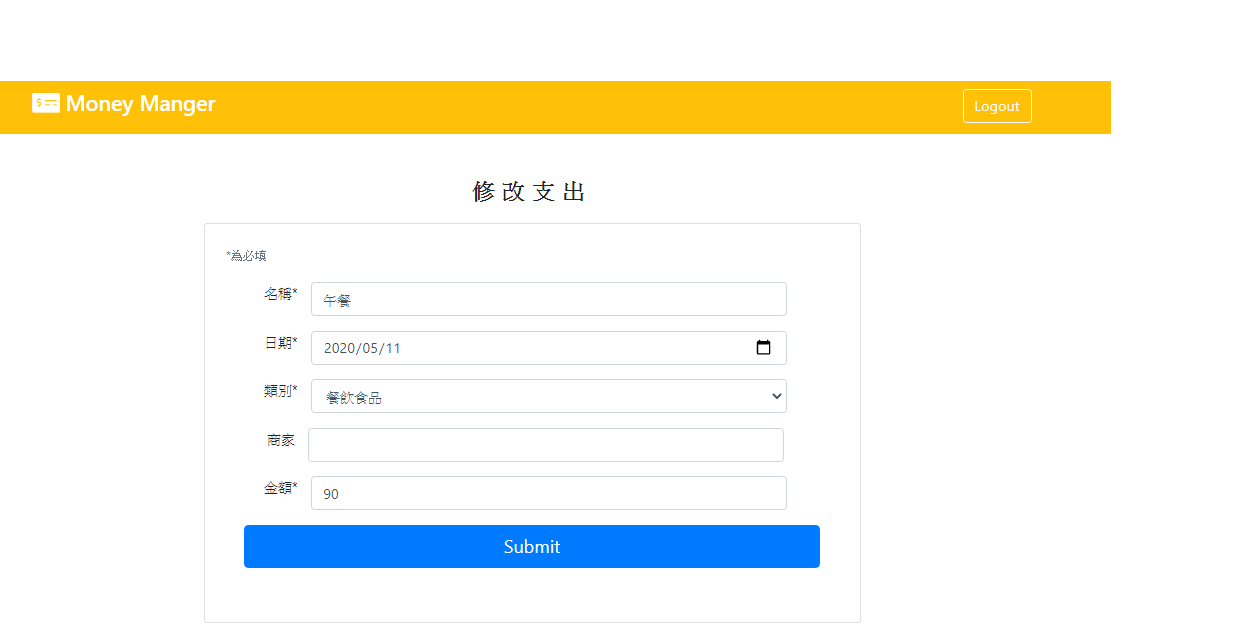 Money Manger
Logout
修改支出
*為必填
名稱* 午餐
日期* 2020/05/11
類別* 餐飲食品
商家
金額* 90
Submit